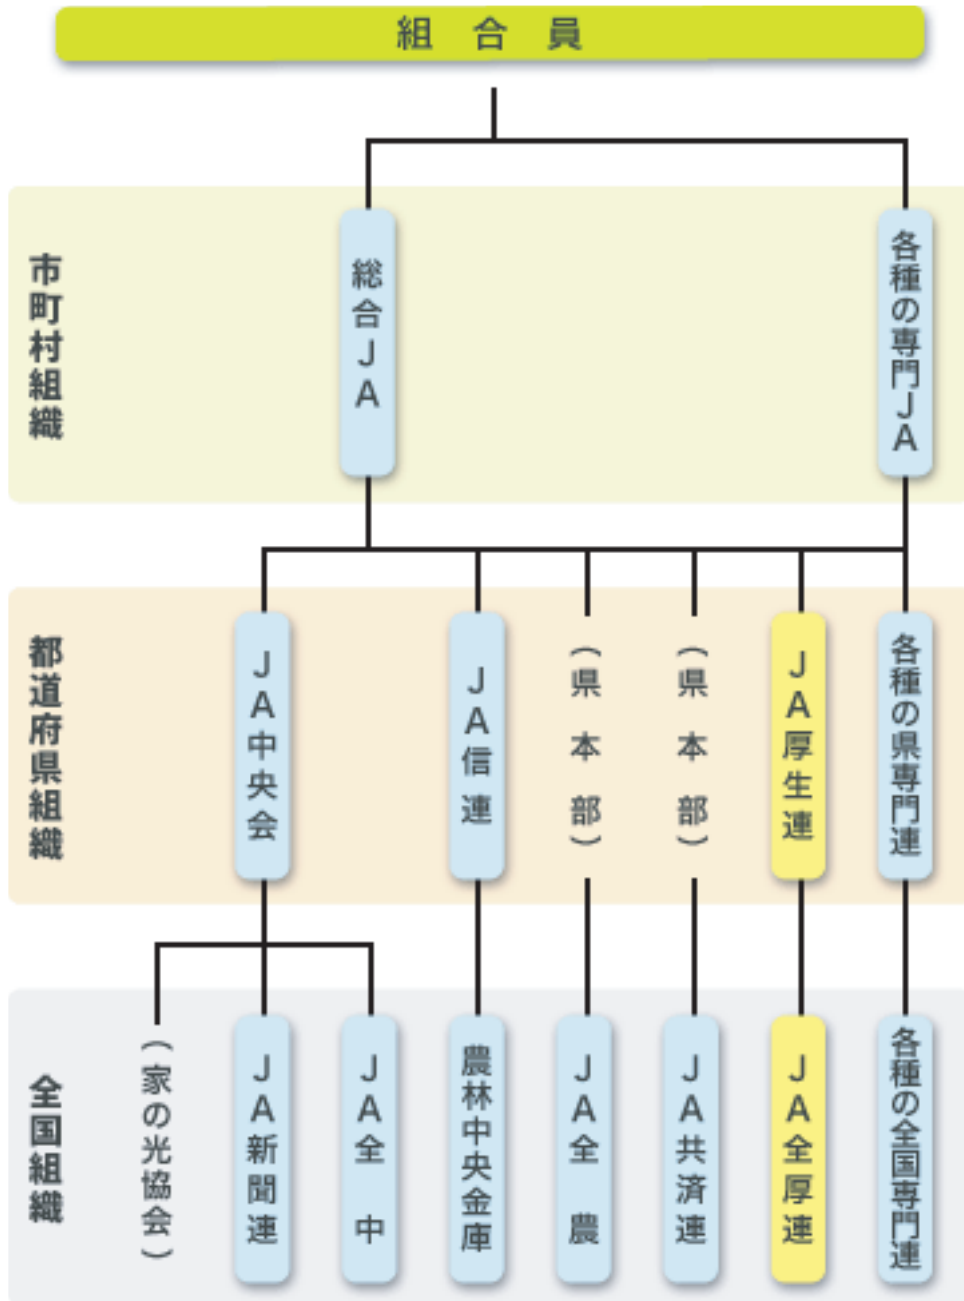 組合員
市町村組織
総合JA
各種の専門JA
都道府県組織
JA中央会
JA信連
（県本部）
（県本部）
JA厚生連
各種の県専門連
全国組織
（家の光協会）
JA新聞連
JA全中
農林中央金庫
JA全農
JA共済連
JA全厚連
各種の全国専門連